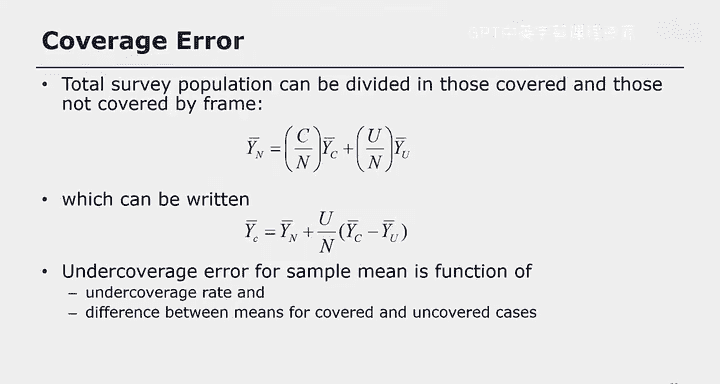 Coverage Error
• Total survey population can be divided in those covered and those
not covered by frame:
Ȳ_N = (C/N)Ȳ_C + (U/N)Ȳ_U
• which can be written
Ȳ_c = Ȳ_N + U/N (Ȳ_C − Ȳ_U)
• Undercoverage error for sample mean is function of
– undercoverage rate and
– difference between means for covered and uncovered cases